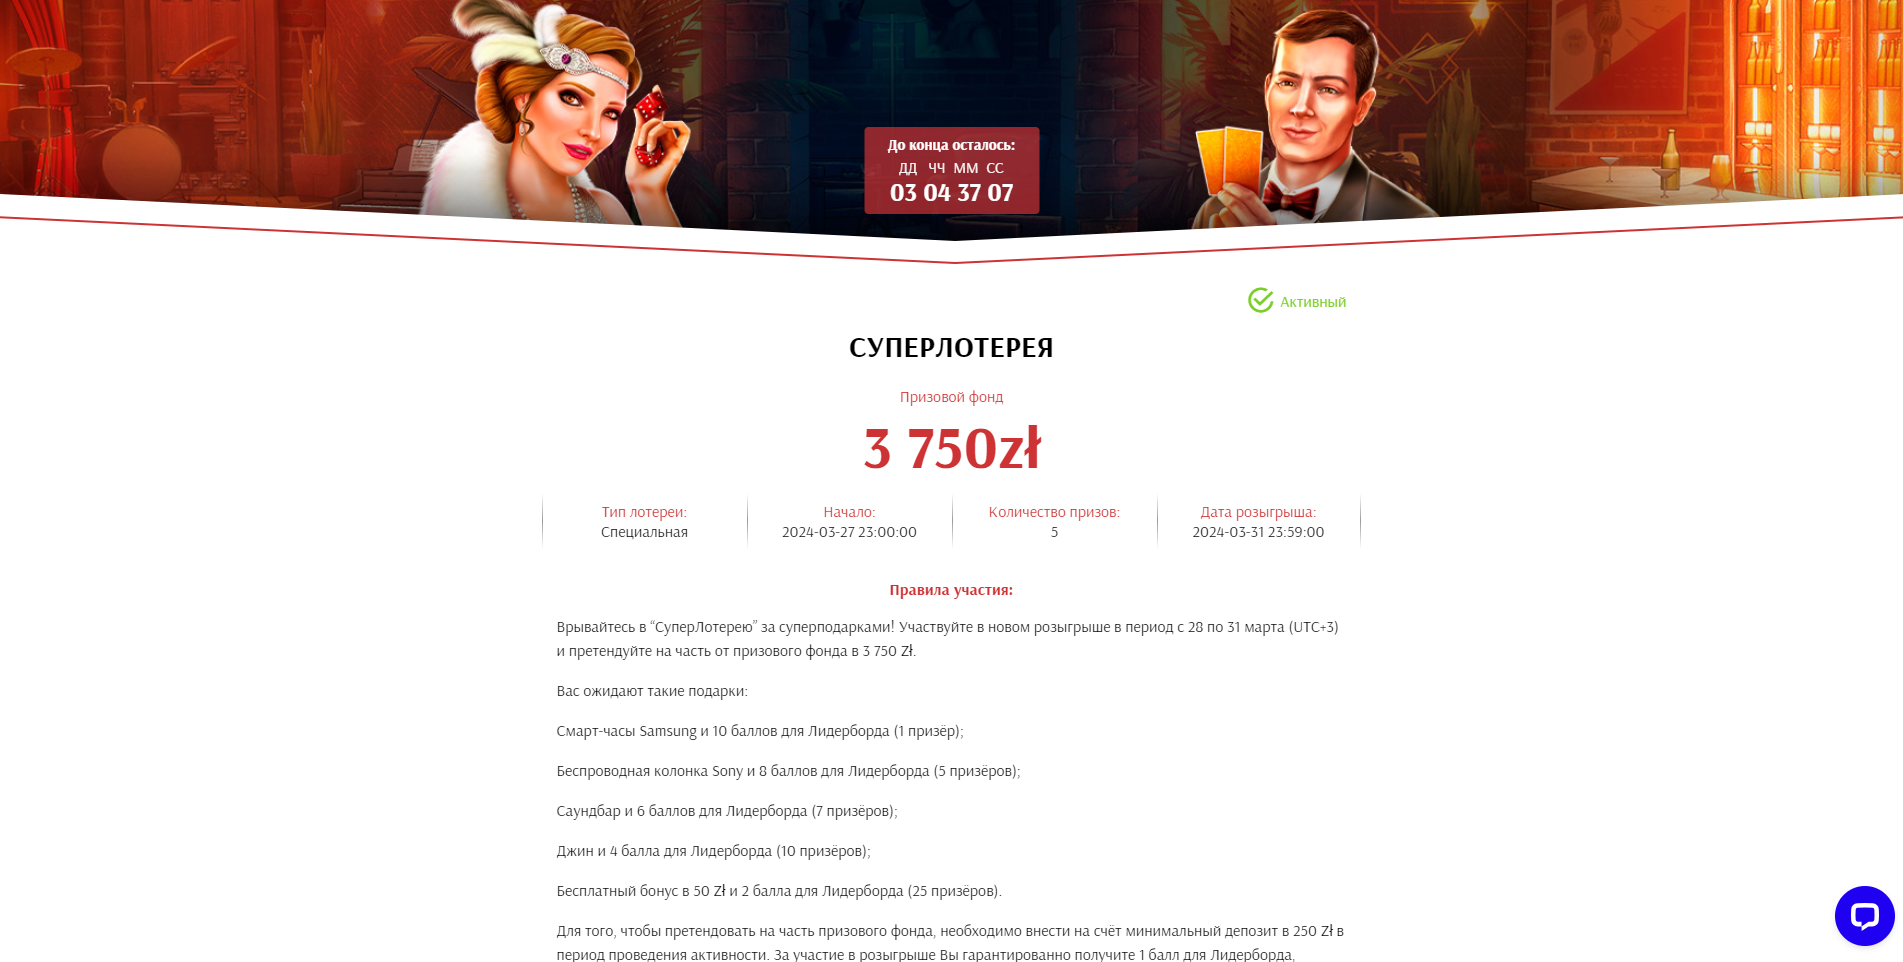 До конца осталось:
ДД ЧЧ ММ СС
03 04 37 07
Активный
СУПЕРЛОТЕРЕЯ
Призовой фонд
3 750zł
Тип лотереи:
Специальная
Начало:
2024-03-27 23:00:00
Количество призов:
5
Дата розыгрыша:
2024-03-31 23:59:00
Правила участия:
Врывайтесь в “СуперЛотерею” за суперподарками! Участвуйте в новом розыгрыше в период с 28 по 31 марта (UTC+3)
и претендуйте на часть от призового фонда в 3 750 Zł.
Вас ожидают такие подарки:
Смарт-часы Samsung и 10 баллов для Лидерборда (1 призёр);
Беспроводная колонка Sony и 8 баллов для Лидерборда (5 призёров);
Саундбар и 6 баллов для Лидерборда (7 призёров);
Джин и 4 балла для Лидерборда (10 призёров);
Бесплатный бонус в 50 Zł и 2 балла для Лидерборда (25 призёров).
Для того, чтобы претендовать на часть призового фонда, необходимо внести на счёт минимальный депозит в 250 Zł в
период проведения активности. За участие в розыгрыше Вы гарантированно получите 1 балл для Лидерборда,